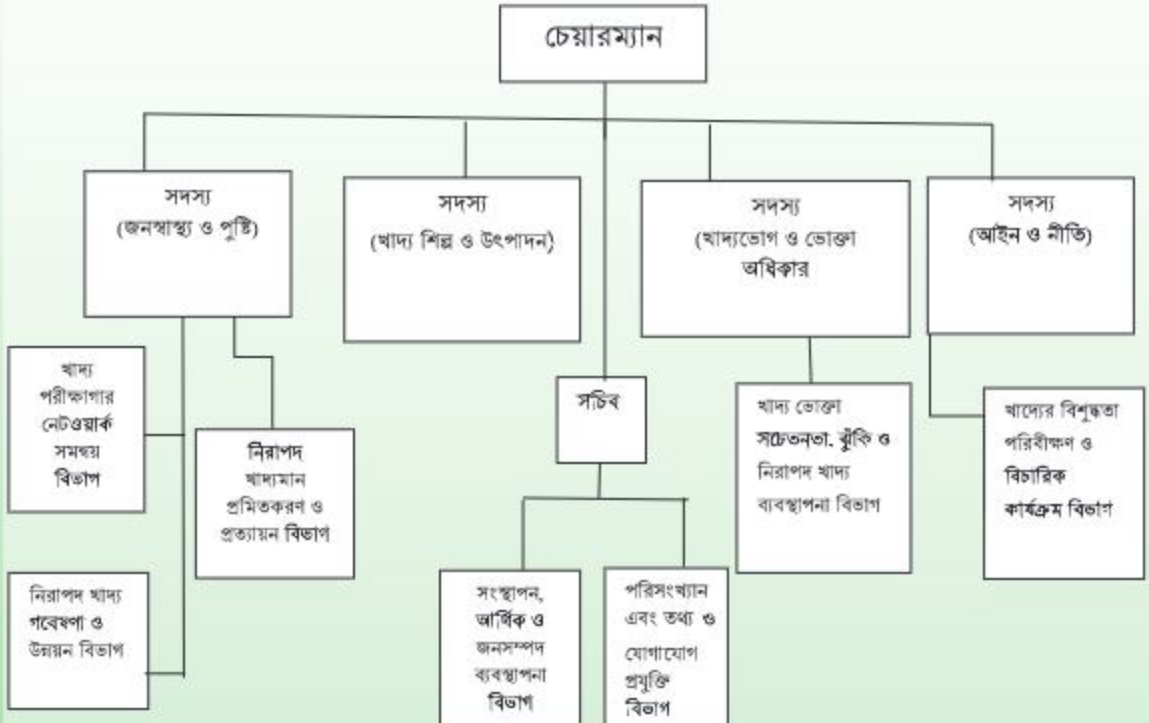 চেয়ারম্যান
সদস্য
(জনস্বাস্থ্য ও পুষ্টি)
সদস্য
(খাদ্য শিল্প ও উৎপাদন)
সদস্য
(খাদ্যভোগ ও ভোক্তা
অধিকার
সদস্য
(আইন ও নীতি)
খাদ্য
পরীক্ষাগার
নেটওয়ার্ক
সমন্বয়
বিভাগ
নিরাপদ
খাদ্যমান
প্রমিতকরণ ও
প্রত্যায়ন বিভাগ
নিরাপদ খাদ্য
গবেষণা ও
উন্নয়ন বিভাগ
সচিব
সংস্থাপন,
আর্থিক ও
জনসম্পদ
ব্যবস্থাপনা
বিভাগ
পরিসংখ্যান
এবং তথ্য ও
যোগাযোগ
প্রযুক্তি
বিভাগ
খাদ্য ভোক্তা
সচেতনতা, ঝুঁকি ও
নিরাপদ খাদ্য
ব্যবস্থাপনা বিভাগ
খাদ্যের বিশুদ্ধতা
পরিবীক্ষণ ও
বিচারিক
কার্যক্রম বিভাগ